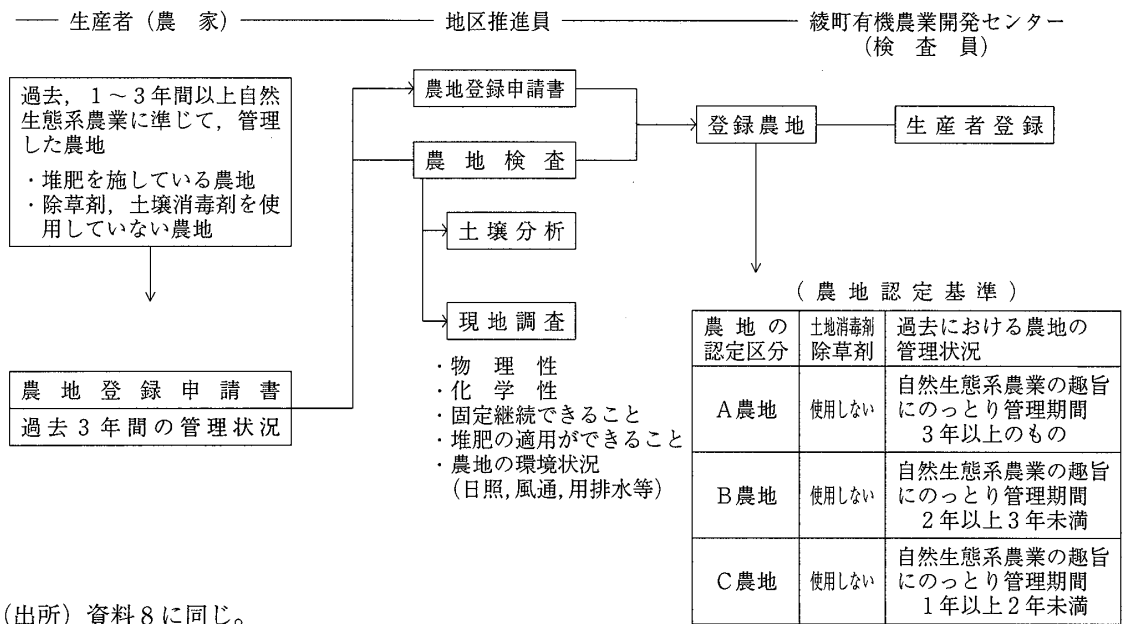 生産者（農　家）
地区推進員
綾町有機農業開発センター
（検　査　員）
過去，1～3年間以上自然
生態系農業に準じて，管理
した農地
・堆肥を施している農地
・除草剤，土壌消毒剤を使
用していない農地
農地登録申請書
過去3年間の管理状況
農地登録申請書
農地検査
土壌分析
現地調査
・物理性
・化学性
・固定継続できること
・堆肥の適用ができること
・農地の環境状況
（日照，風通，用排水等）
登録農地
生産者登録
（農地認定基準）
農地の
認定区分
土地消毒剤
除草剤
過去における農地の
管理状況
A農地
使用しない
自然生態系農業の趣旨
にのっとり管理期間
3年以上のもの
B農地
使用しない
自然生態系農業の趣旨
にのっとり管理期間
2年以上3年未満
C農地
使用しない
自然生態系農業の趣旨
にのっとり管理期間
1年以上2年未満
（出所）資料8に同じ。